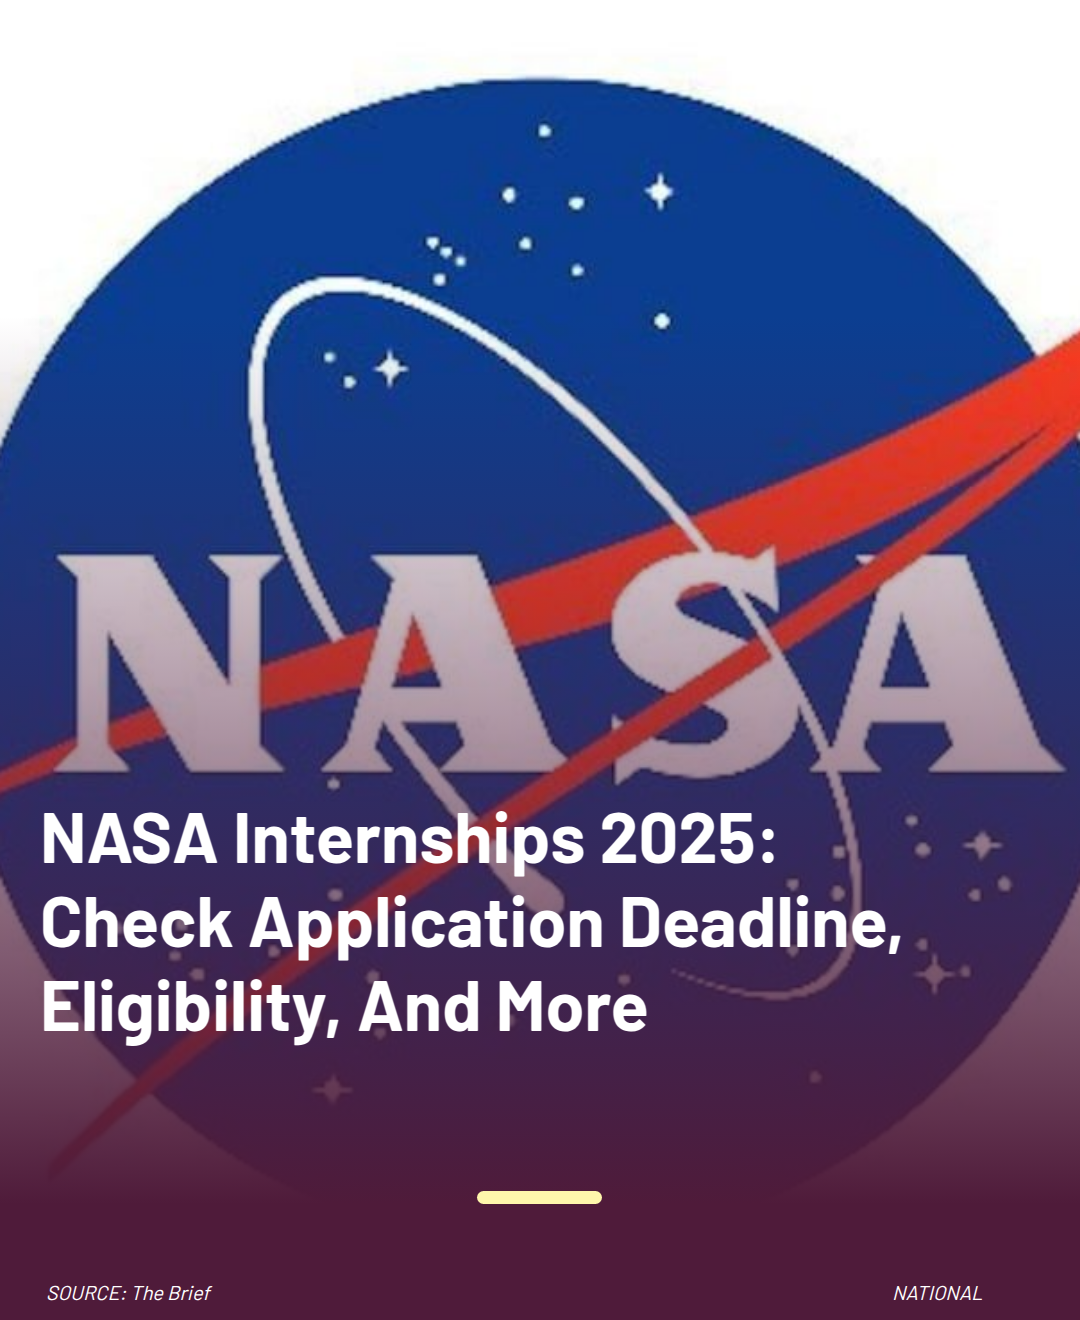 NASA
NASA Internships 2025:
Check Application Deadline,
Eligibility, And More
SOURCE: The Brief
NATIONAL